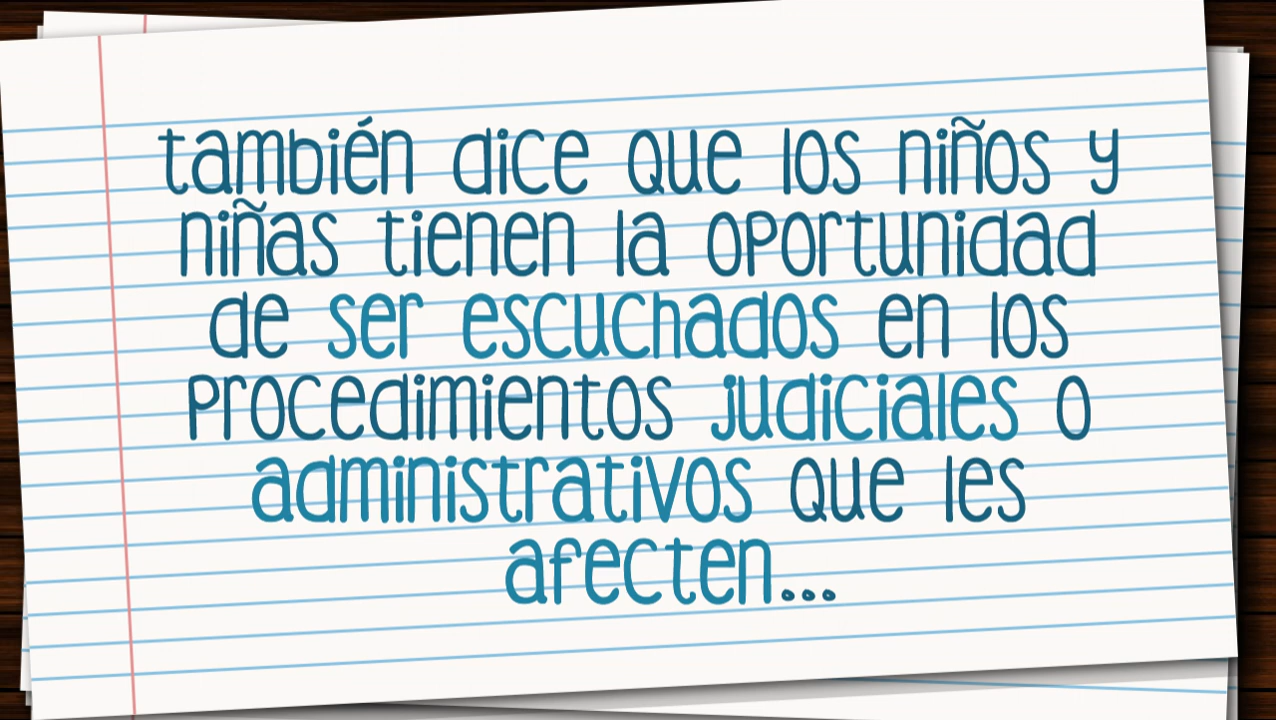 también dice que los niños y
niñas tienen la oportunidad
de ser escuchados en los
procedimientos judiciales o
administrativos que les
afecten...